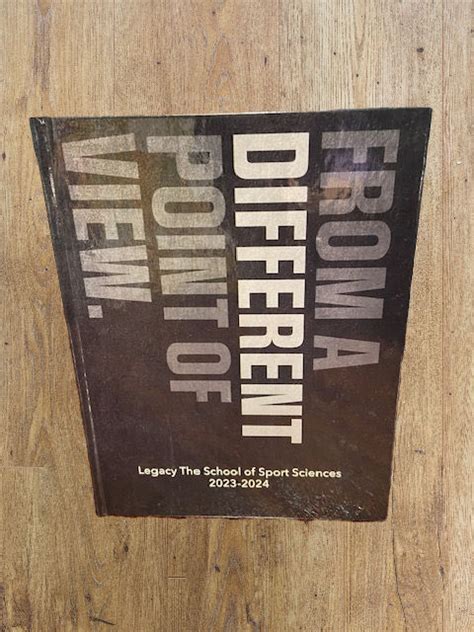 FROM A
DIFFERENT
POINT OF
VIEW.
Legacy The School of Sport Sciences
2023-2024